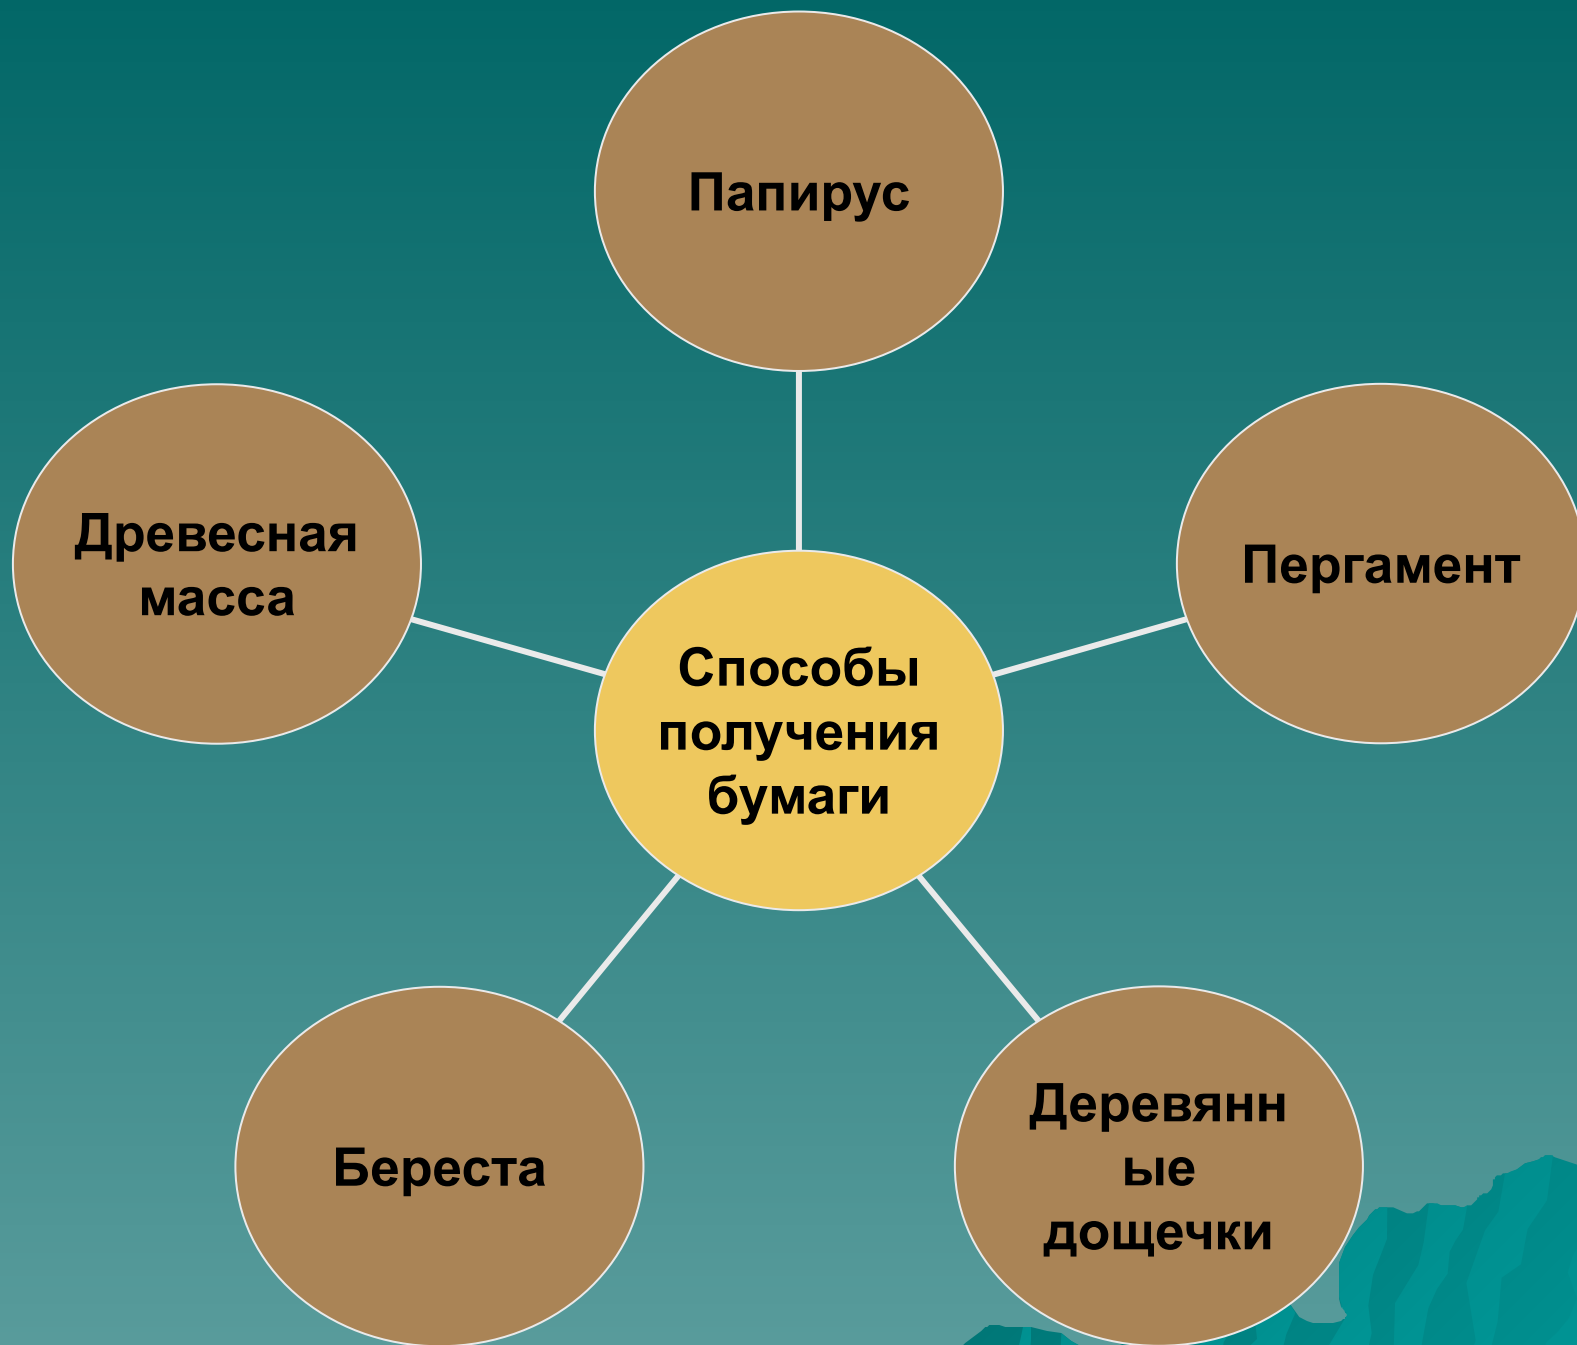 Папирус
Древесная
масса
Пергамент
Способы
получения
бумаги
Береста
Деревянн
ые
дощечки